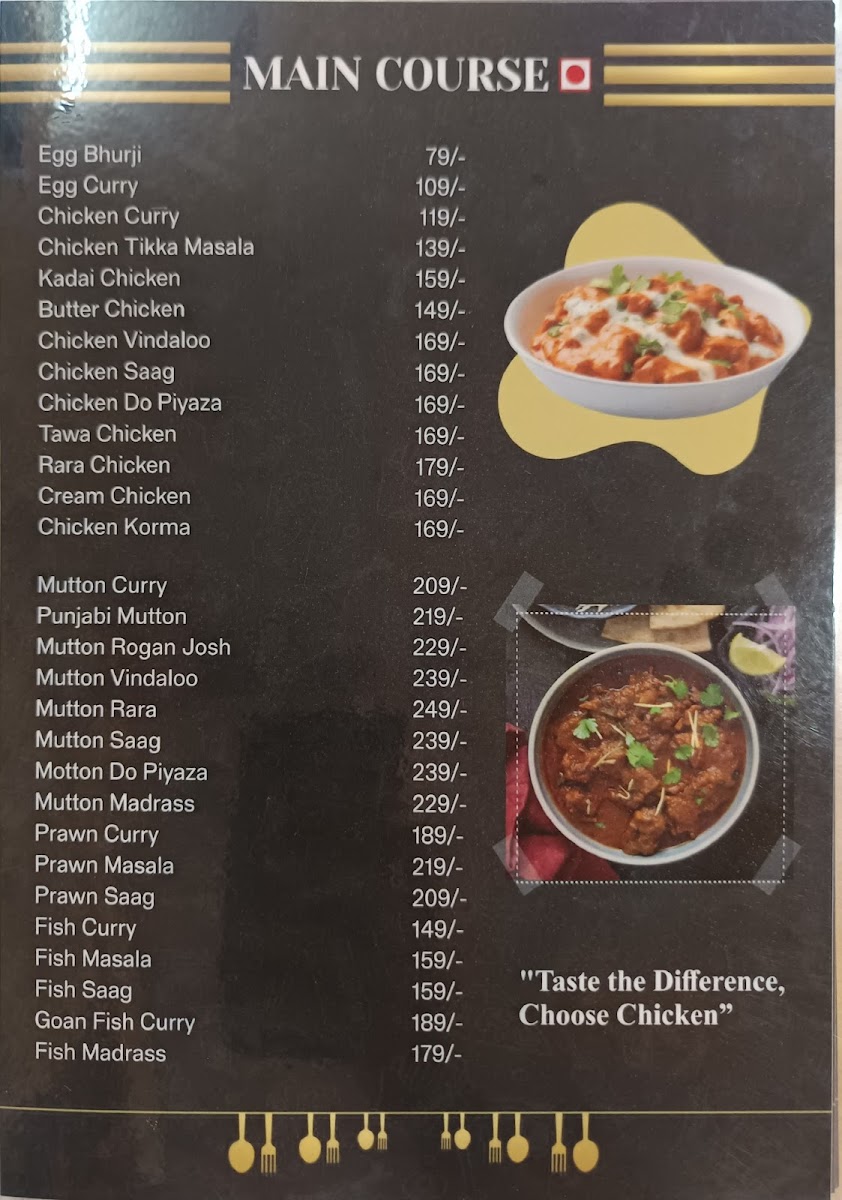 MAIN COURSE
Egg Bhurji 79/-
Egg Curry 109/-
Chicken Curry 119/-
Chicken Tikka Masala 139/-
Kadai Chicken 159/-
Butter Chicken 149/-
Chicken Vindaloo 169/-
Chicken Saag 169/-
Chicken Do Piyaza 169/-
Tawa Chicken 169/-
Rara Chicken 179/-
Cream Chicken 169/-
Chicken Korma 169/-
Mutton Curry 209/-
Punjabi Mutton 219/-
Mutton Rogan Josh 229/-
Mutton Vindaloo 239/-
Mutton Rara 249/-
Mutton Saag 239/-
Motton Do Piyaza 239/-
Mutton Madrass 229/-
Prawn Curry 189/-
Prawn Masala 219/-
Prawn Saag 209/-
Fish Curry 149/-
Fish Masala 159/-
Fish Saag 159/-
Goan Fish Curry 189/-
Fish Madrass 179/-
"Taste the Difference,
Choose Chicken”